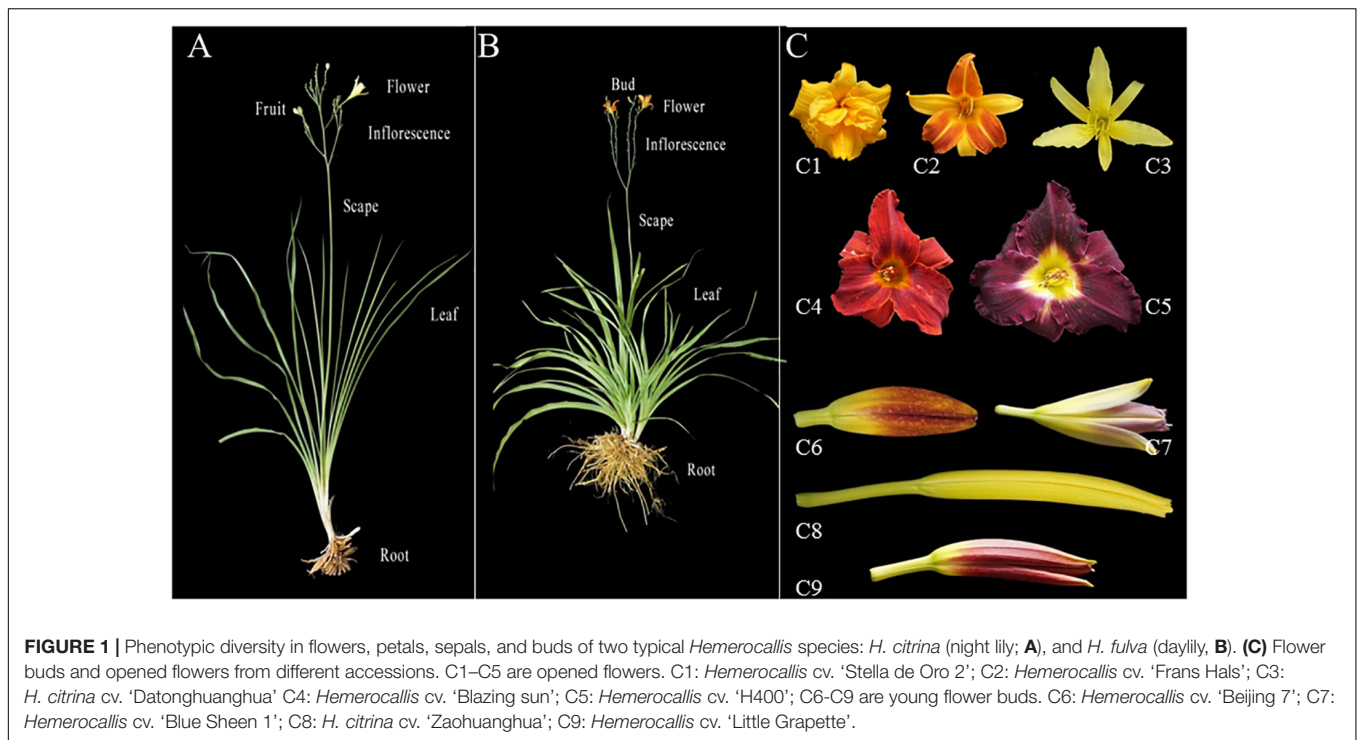 A
Flower
Fruit
Inflorescence
Scape
Leaf
Root
B
Bud
Flower
Inflorescence
Scape
Leaf
Root
C
C1
C2
C3
C4
C5
C6
C7
C8
C9
FIGURE 1 | Phenotypic diversity in flowers, petals, sepals, and buds of two typical Hemerocallis species: H. citrina (night lily; A), and H. fulva (daylily, B). (C) Flower
buds and opened flowers from different accessions. C1–C5 are opened flowers. C1: Hemerocallis cv. ‘Stella de Oro 2’; C2: Hemerocallis cv. ‘Frans Hals’; C3:
H. citrina cv. ‘Datonghuanghua’ C4: Hemerocallis cv. ‘Blazing sun’; C5: Hemerocallis cv. ‘H400’; C6-C9 are young flower buds. C6: Hemerocallis cv. ‘Beijing 7’; C7:
Hemerocallis cv. ‘Blue Sheen 1’; C8: H. citrina cv. ‘Zaohuanghua’; C9: Hemerocallis cv. ‘Little Grapette’.